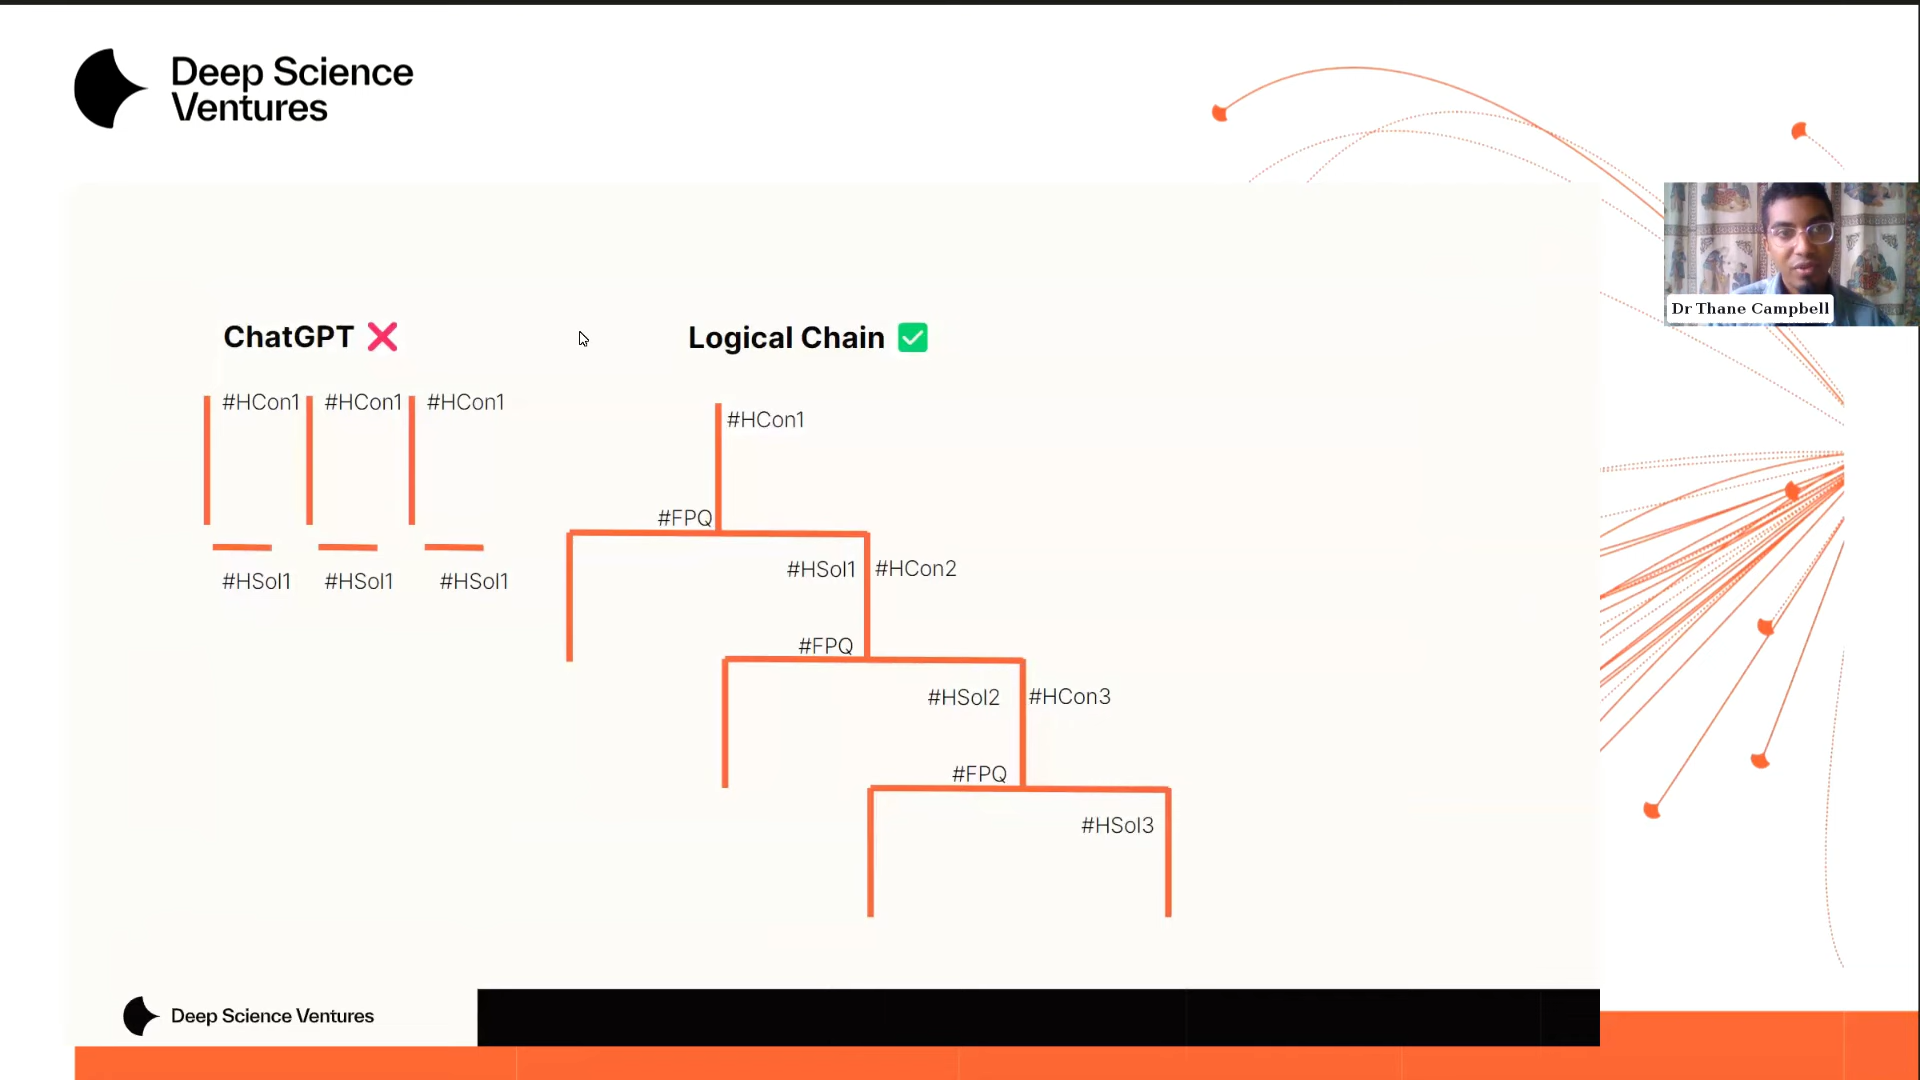 Deep Science
Ventures
Dr Thane Campbell
ChatGPT
Logical Chain
#HCon1 #HCon1 #HCon1
#HCon1
#FPQ
#HSol1 #HCon2
#HSol1 #HSol1 #HSol1
#FPQ
#HSol2 #HCon3
#FPQ
#HSol3
Deep Science Ventures